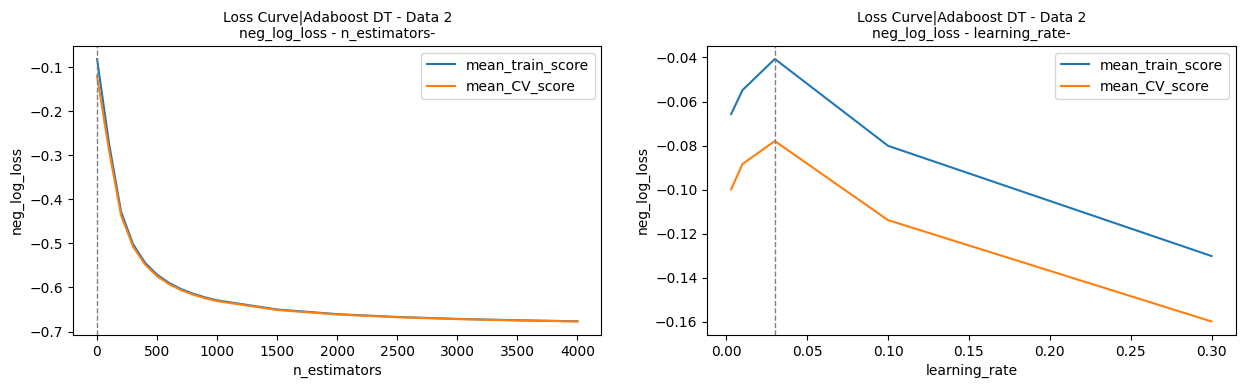 Loss Curve|Adaboost DT - Data 2
neg_log_loss - n_estimators-
neg_log_loss
−0.1
−0.2
−0.3
−0.4
−0.5
−0.6
−0.7
mean_train_score
mean_CV_score
0
500
1000
1500
2000
2500
3000
3500
4000
n_estimators
Loss Curve|Adaboost DT - Data 2
neg_log_loss - learning_rate-
neg_log_loss
−0.04
−0.06
−0.08
−0.10
−0.12
−0.14
−0.16
mean_train_score
mean_CV_score
0.00
0.05
0.10
0.15
0.20
0.25
0.30
learning_rate